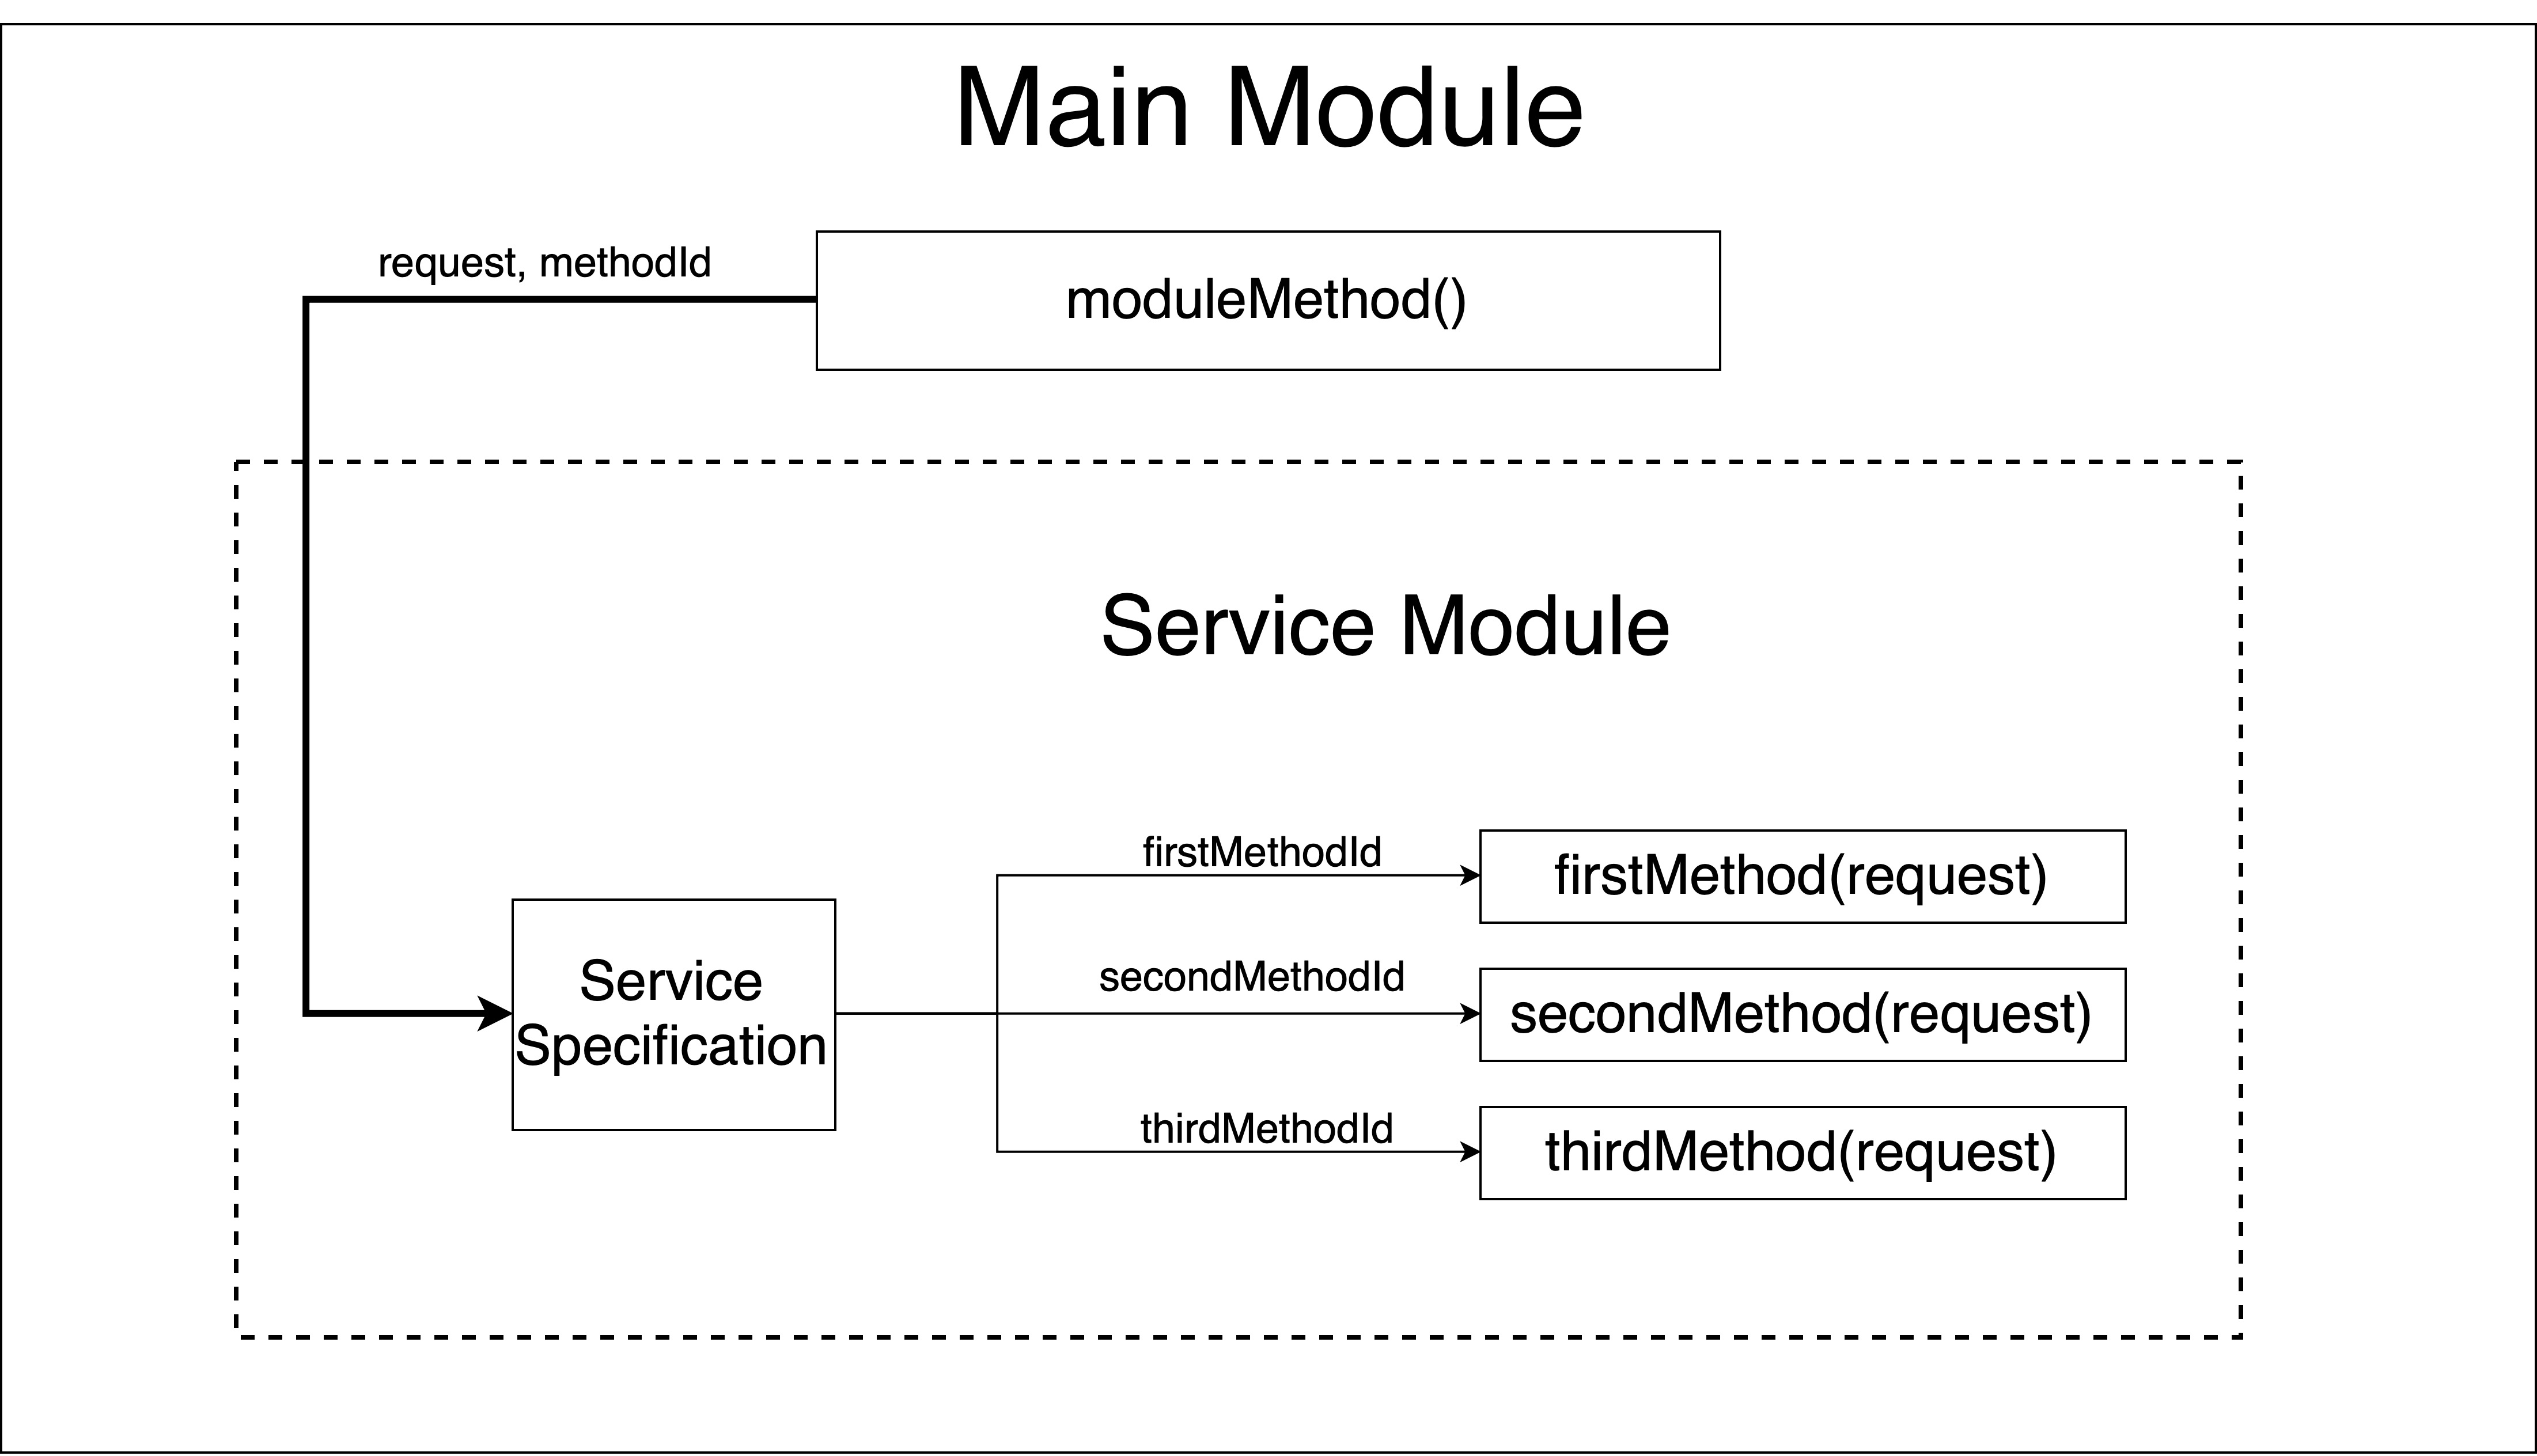 Main Module
request, methodId
moduleMethod()
Service Module
firstMethodId
firstMethod(request)
Service
Specification
secondMethodId
secondMethod(request)
thirdMethodId
thirdMethod(request)